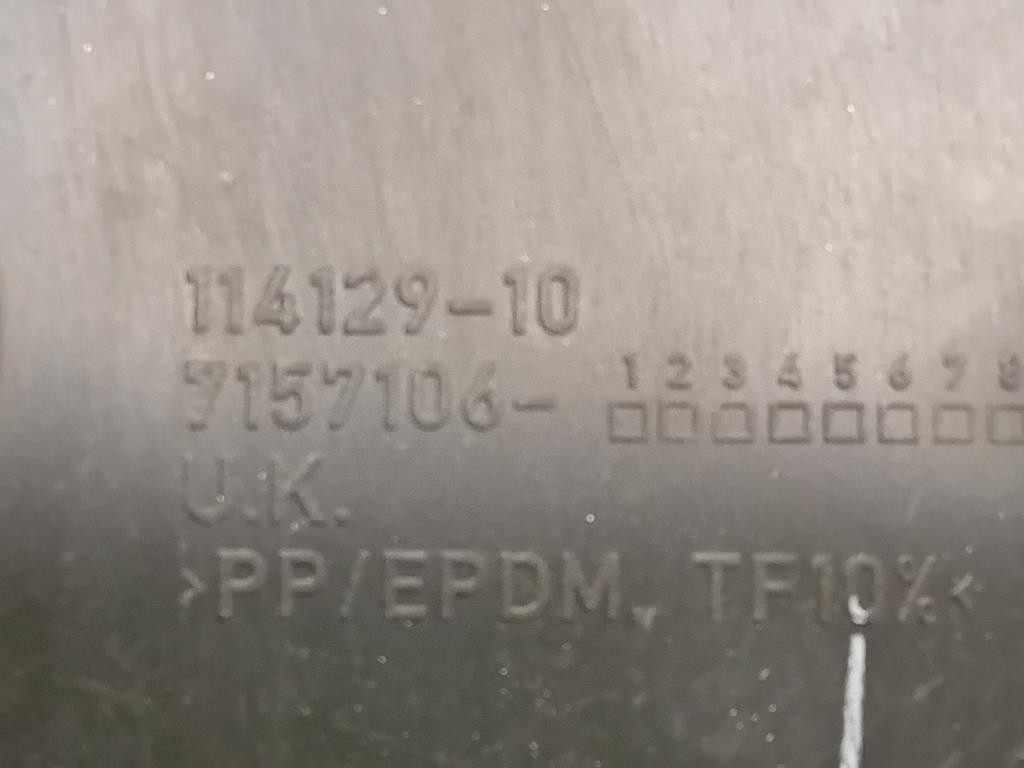 114129-10
7157106- 1 2 3 4 5 6 7 8
U.K.
>PP/EPDM, TF10%<